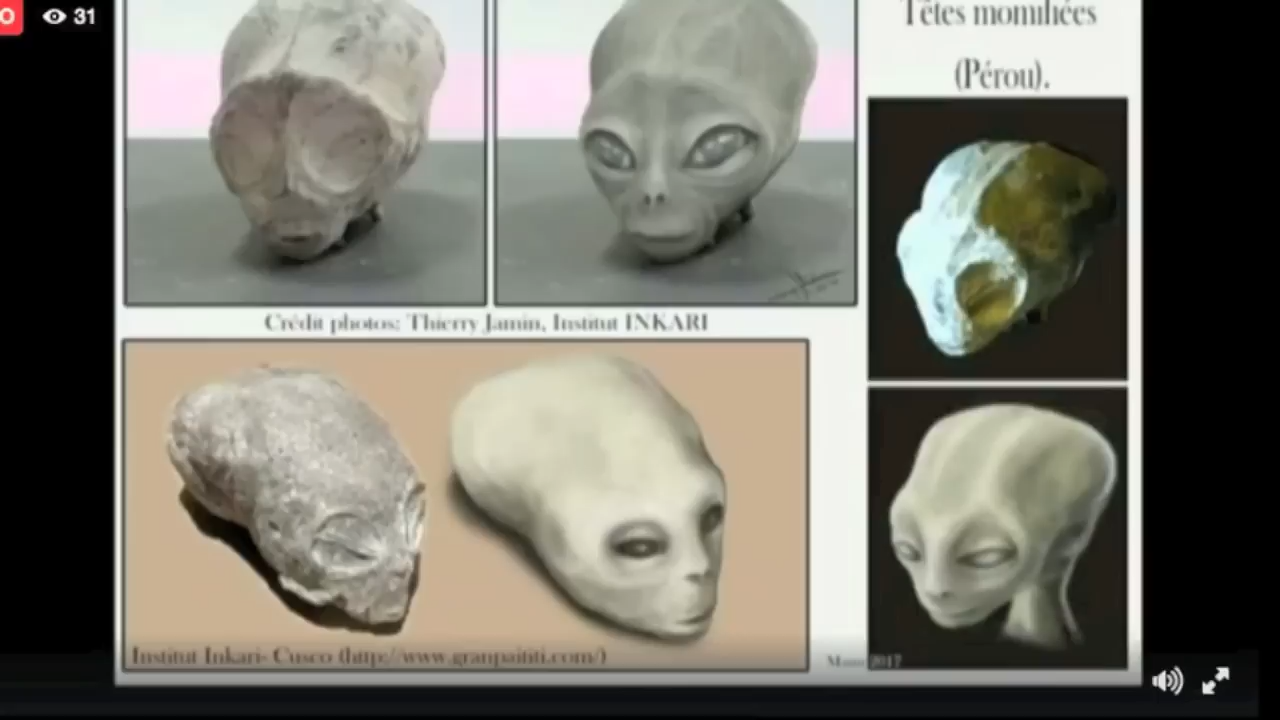 O 31
Têtes momifiées
(Pérou).
Crédit photos: Thierry Jamin, Institut INKARI
Institut Inkari- Cusco (http://www.granpaititi.com/)
2017